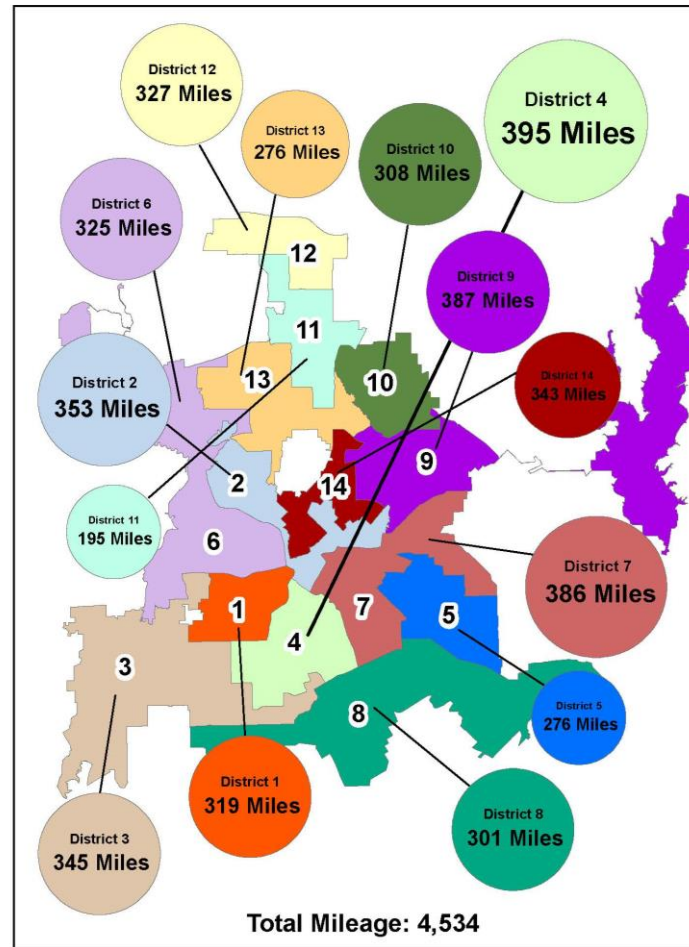 District 12
327 Miles
District 4
395 Miles
District 13
276 Miles
District 10
308 Miles
District 6
325 Miles
District 9
387 Miles
12
11
District 2
353 Miles
13
10
District 14
343 Miles
9
2
14
District 11
195 Miles
6
District 7
386 Miles
1
7
5
4
3
8
District 5
276 Miles
District 1
319 Miles
District 3
345 Miles
District 8
301 Miles
Total Mileage: 4,534